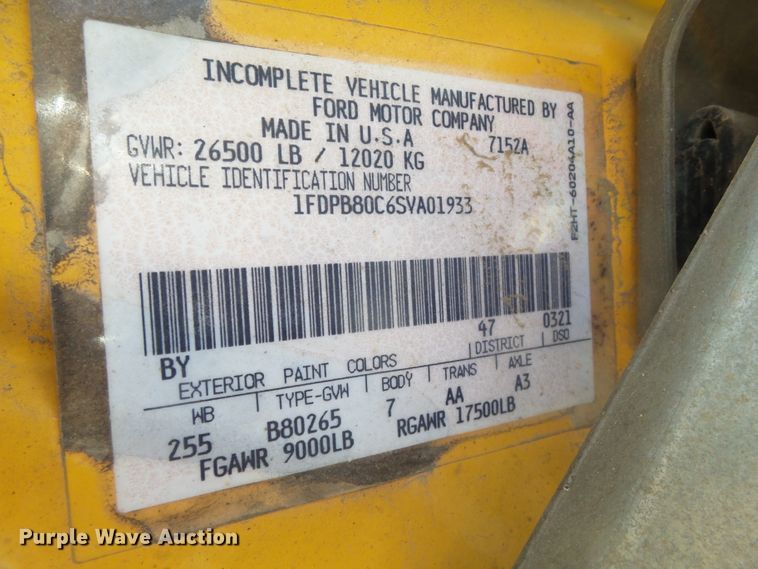 INCOMPLETE VEHICLE MANUFACTURED BY
FORD MOTOR COMPANY
MADE IN U.S.A 7152A
GVWR: 26500 LB / 12020 KG
VEHICLE IDENTIFICATION NUMBER
1FDPB80C6SVA01933
F2HT-60204A10-AA
BY 47 0321
EXTERIOR PAINT COLORS DISTRICT DSO
WB TYPE-GVW BODY TRANS AXLE
255 B80265 7 AA A3
FGAWR 9000LB RGAWR 17500LB
Purple Wave Auction